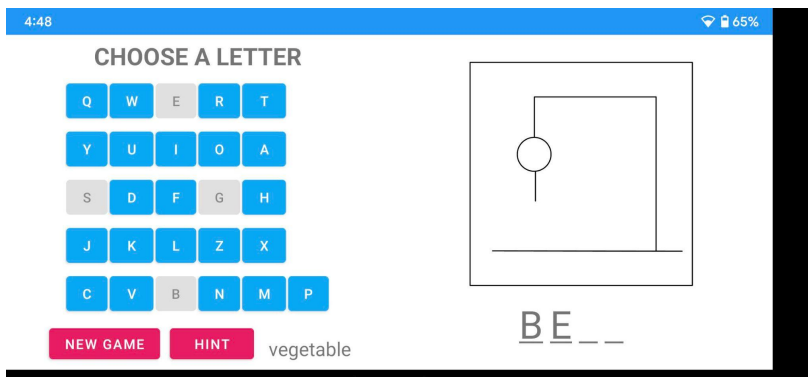 4:48 65%
CHOOSE A LETTER
Q W E R T
Y U I O A
S D F G H
J K L Z X
C V B N M P
B E _ _
NEW GAME HINT vegetable